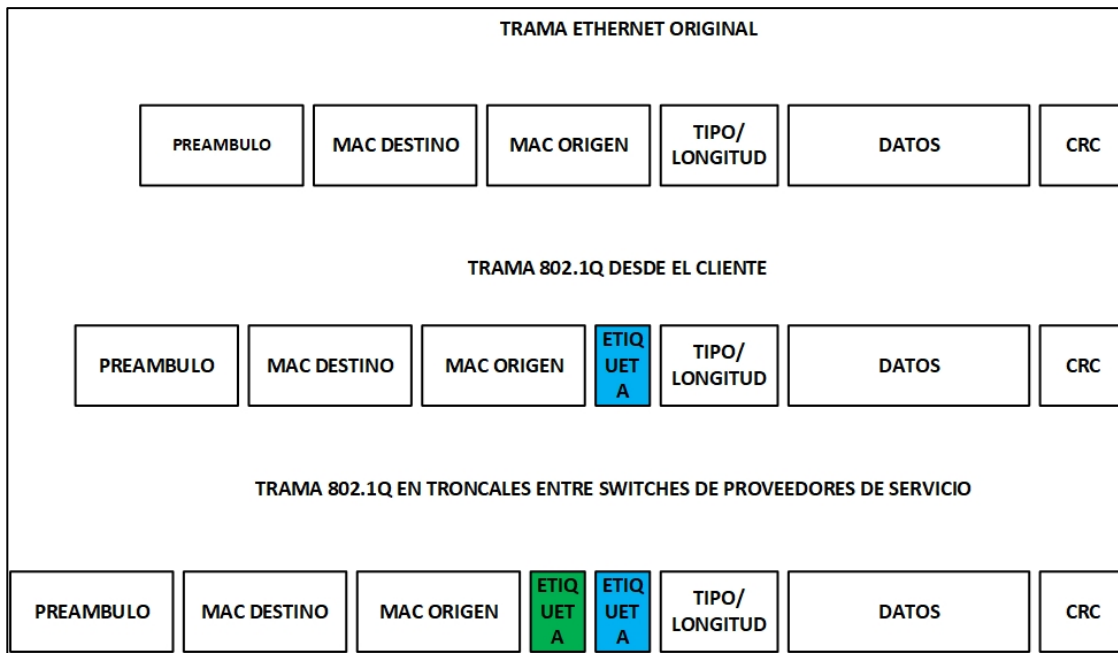 TRAMA ETHERNET ORIGINAL
PREAMBULO
MAC DESTINO
MAC ORIGEN
TIPO/
LONGITUD
DATOS
CRC
TRAMA 802.1Q DESDE EL CLIENTE
PREAMBULO
MAC DESTINO
MAC ORIGEN
ETIQ
UET
A
TIPO/
LONGITUD
DATOS
CRC
TRAMA 802.1Q EN TRONCALES ENTRE SWITCHES DE PROVEEDORES DE SERVICIO
PREAMBULO
MAC DESTINO
MAC ORIGEN
ETIQ
UET
A
ETIQ
UET
A
TIPO/
LONGITUD
DATOS
CRC